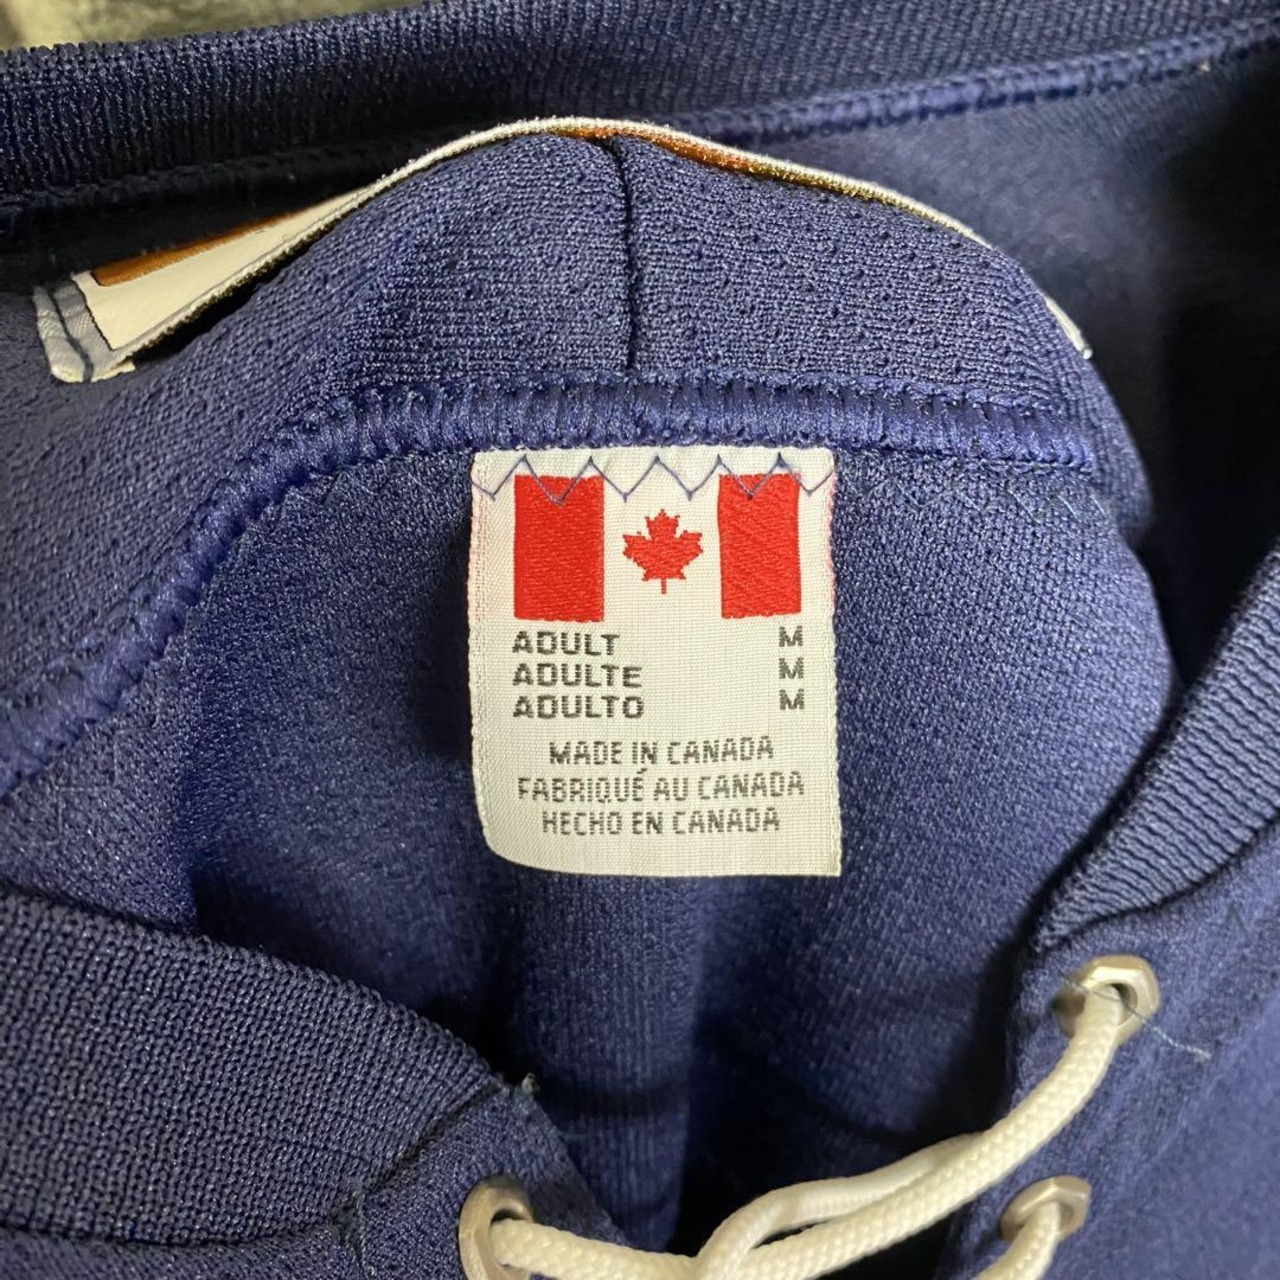 ADULT M
ADULTE M
ADULTO M
MADE IN CANADA
FABRIQUÉ AU CANADA
HECHO EN CANADA